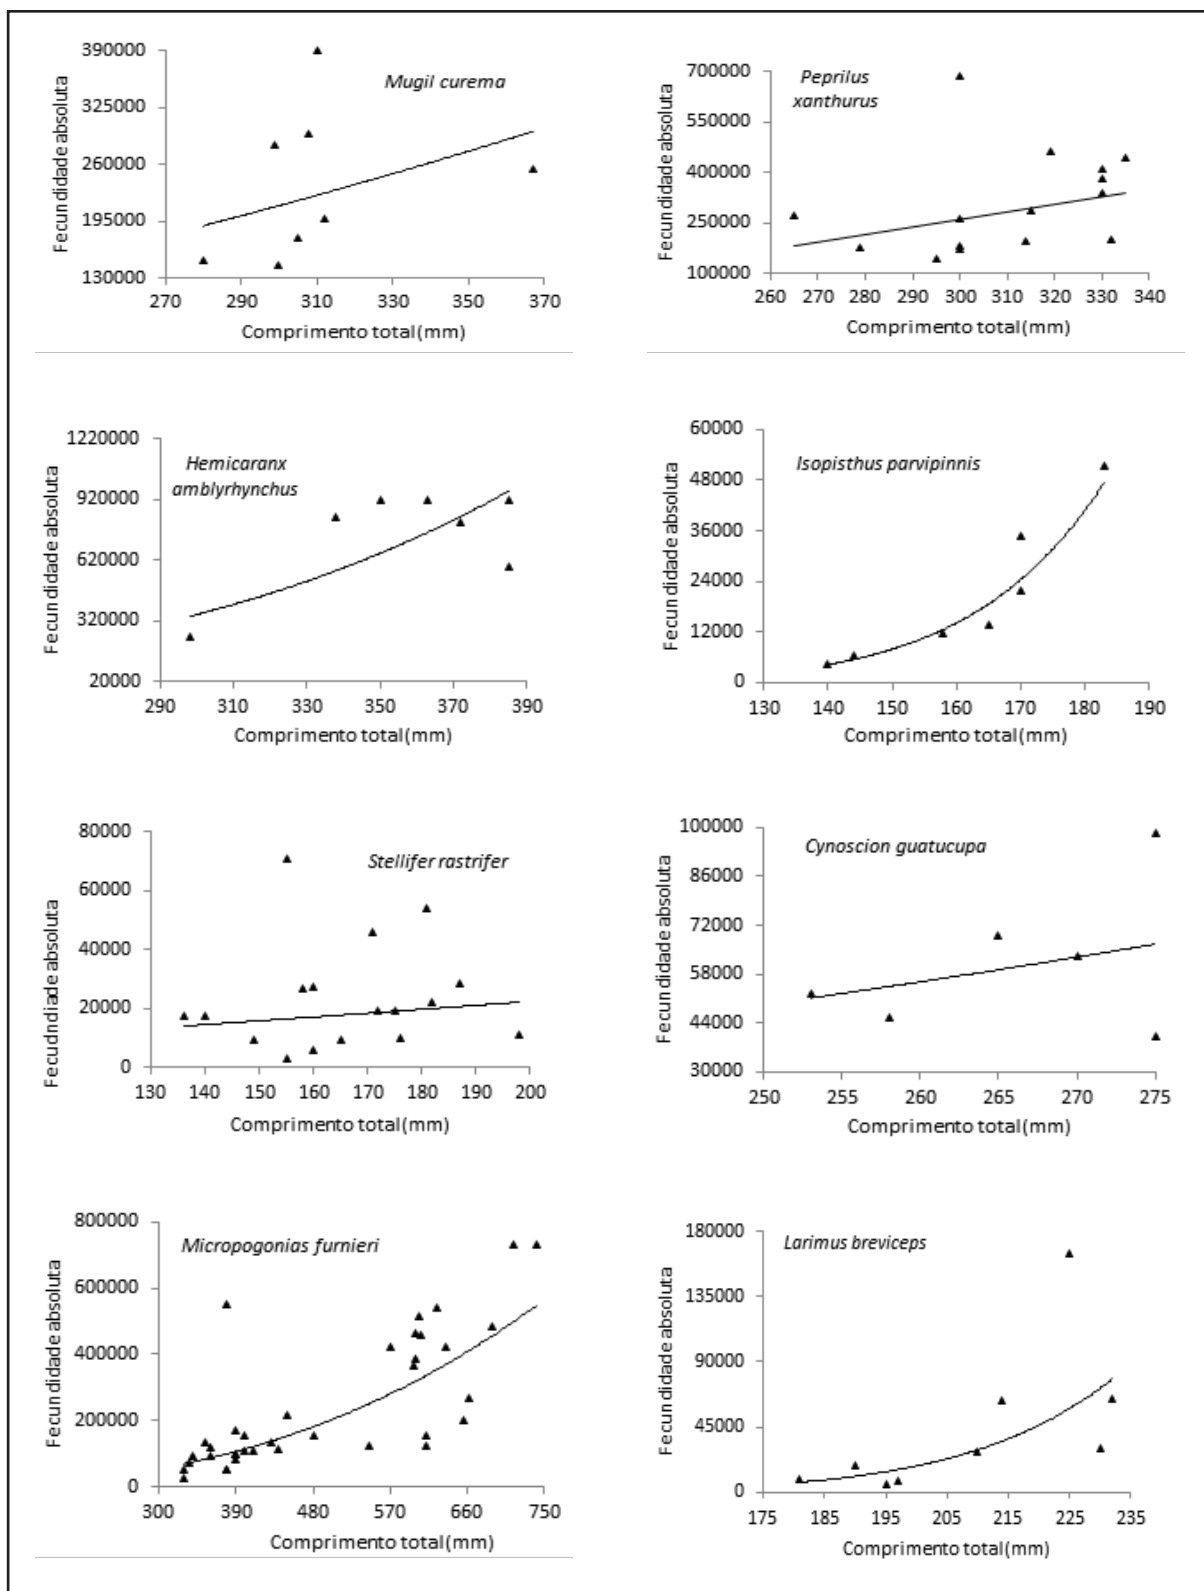 390000
325000
260000
195000
130000
270 290 310 330 350 370
Fecundidade absoluta
Mugil curema
Comprimento total(mm)
700000
550000
400000
250000
100000
260 270 280 290 300 310 320 330 340
Fecundidade absoluta
Peprilus
xanthurus
Comprimento total(mm)
1220000
920000
620000
320000
20000
290 310 330 350 370 390
Fecundidade absoluta
Hemicaranx
amblyrhynchus
Comprimento total(mm)
60000
48000
36000
24000
12000
0
130 140 150 160 170 180 190
Fecundidade absoluta
Isopisthus parvipinnis
Comprimento total(mm)
80000
60000
40000
20000
0
130 140 150 160 170 180 190 200
Fecudndiade absoluta
Stellifer rastrifer
Comprimento total(mm)
100000
86000
72000
58000
44000
30000
250 255 260 265 270 275
Fecundidade absoluta
Cynoscion guatucupa
Comprimento total(mm)
800000
600000
400000
200000
0
300 390 480 570 660 750
Fecundidade absoluta
Micropogonias furnieri
Comprimento total(mm)
180000
135000
90000
45000
0
175 185 195 205 215 225 235
Fecundidade absoluta
Larimus breviceps
Comprimento total(mm)